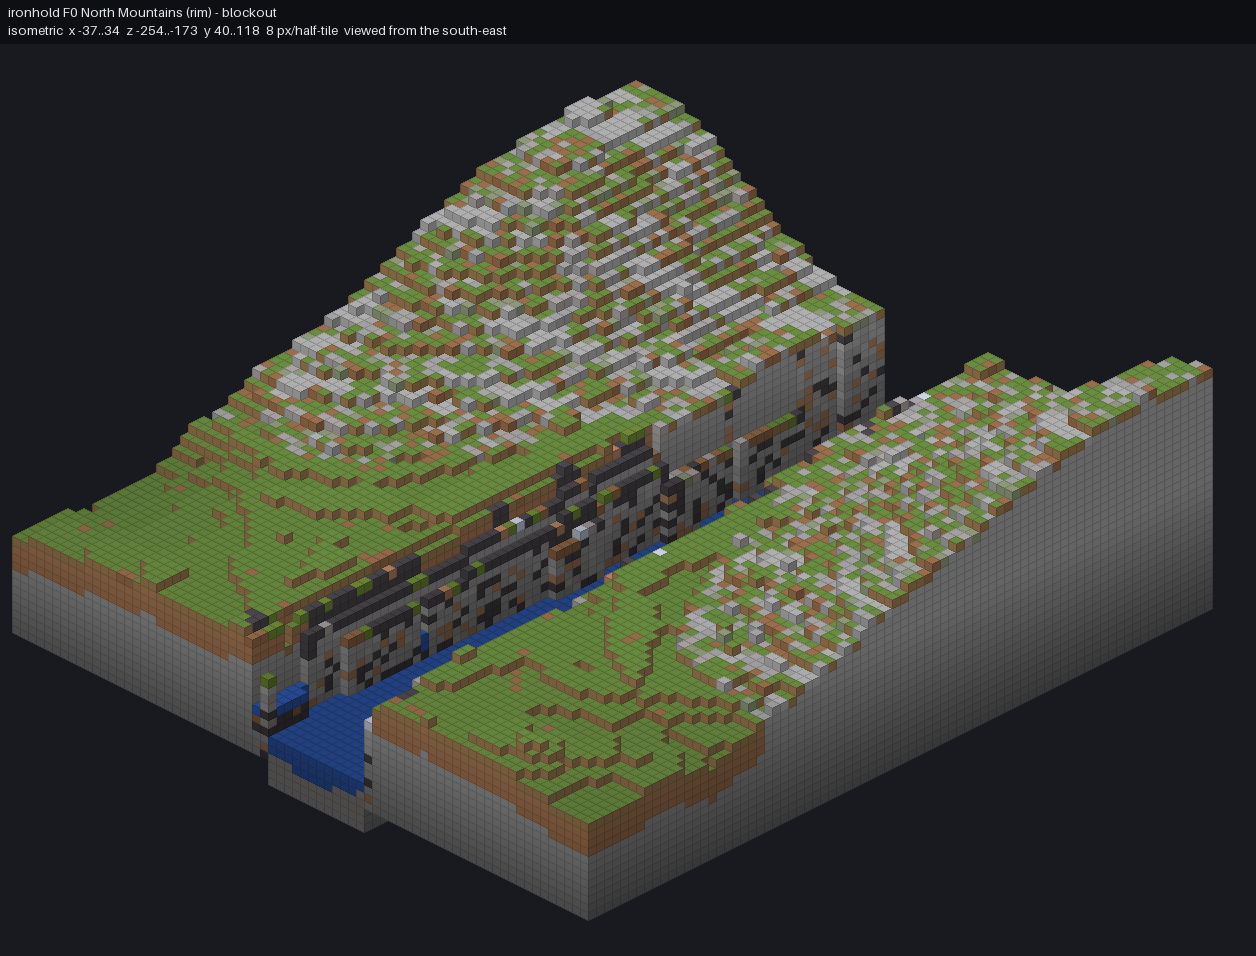 ironhold F0 North Mountains (rim) - blockout
isometric x -37..34 z -254..-173 y 40..118 8 px/half-tile viewed from the south-east